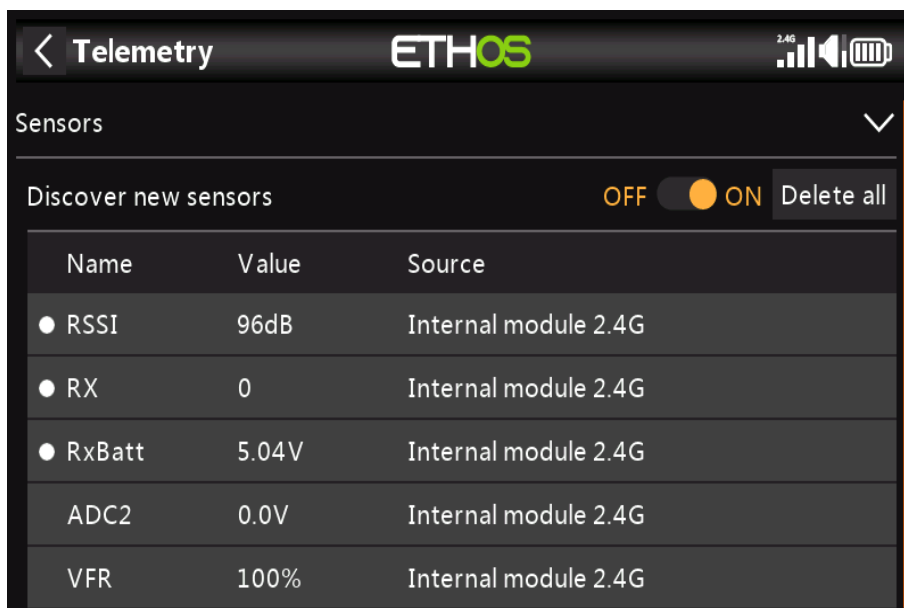 Telemetry ETHOS 2.4G
Sensors
Discover new sensors OFF ON Delete all
Name Value Source
RSSI 96dB Internal module 2.4G
RX 0 Internal module 2.4G
RxBatt 5.04V Internal module 2.4G
ADC2 0.0V Internal module 2.4G
VFR 100% Internal module 2.4G